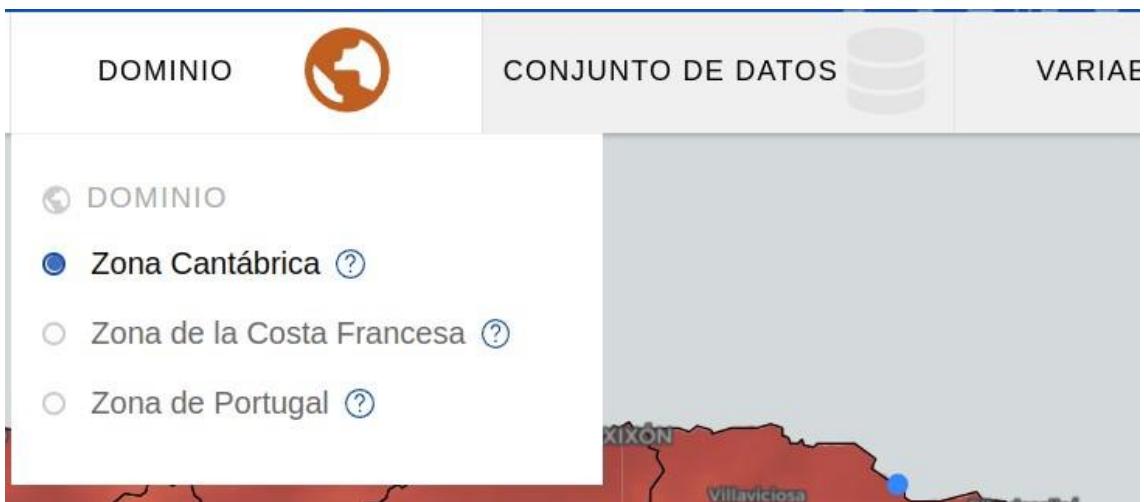 DOMINIO
CONJUNTO DE DATOS
DOMINIO
Zona Cantábrica ?
Zona de la Costa Francesa ?
Zona de Portugal ?
XIXÓN
Villaviciosa